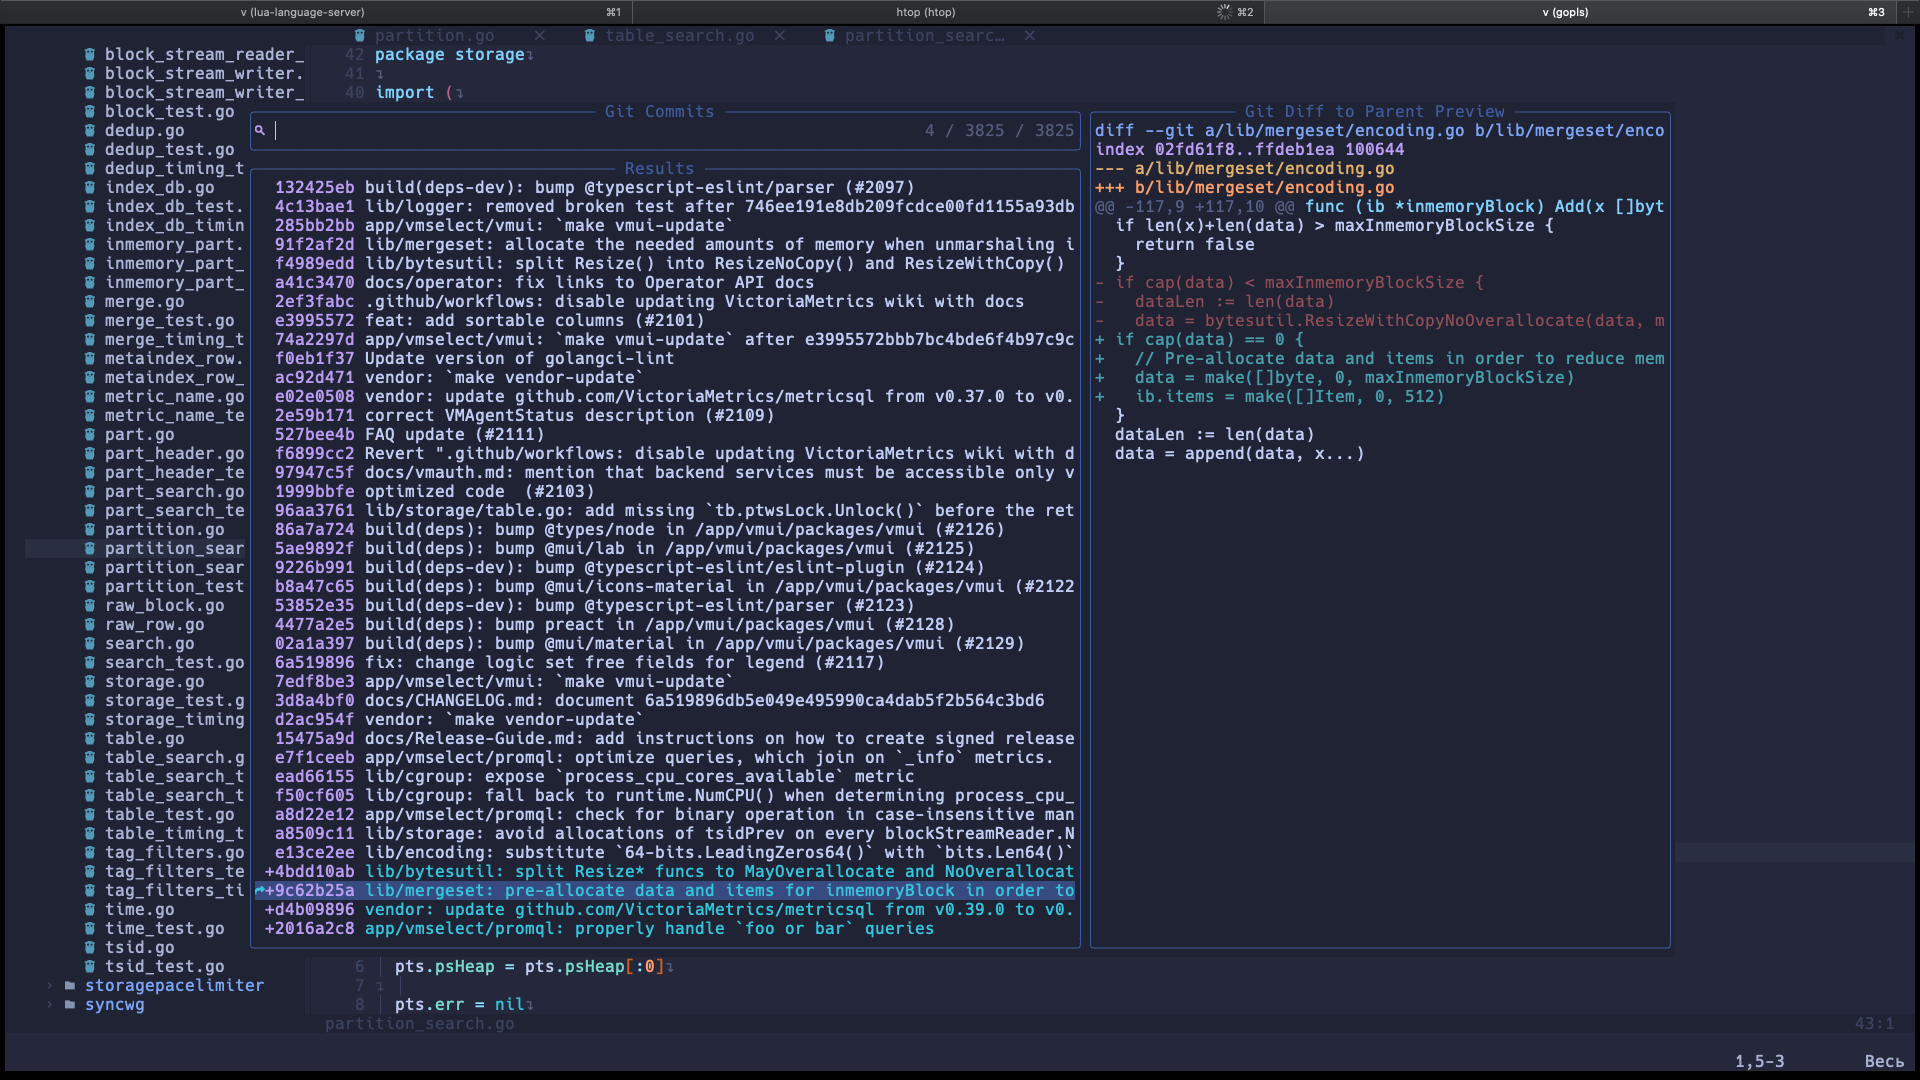 v (lua-language-server) ⌘1 htop (htop) ⌘2 v (gopls) ⌘3
partition.go × table_search.go × partition_searc… ×
block_stream_reader_
block_stream_writer.
block_stream_writer_
block_test.go
dedup.go
dedup_test.go
dedup_timing_t
index_db.go
index_db_test.
index_db_timin
inmemory_part.
inmemory_part_
inmemory_part_
merge.go
merge_test.go
merge_timing_t
metaindex_row.
metaindex_row_
metric_name.go
metric_name_te
part.go
part_header.go
part_header_te
part_search.go
part_search_te
partition.go
partition_sear
partition_sear
partition_test
raw_block.go
raw_row.go
search.go
search_test.go
storage.go
storage_test.g
storage_timing
table.go
table_search.g
table_search_t
table_search_t
table_test.go
table_timing_t
tag_filters.go
tag_filters_te
tag_filters_ti
time.go
time_test.go
tsid.go
tsid_test.go
storagepacelimiter
syncwg
42 package storage
41
40 import (
Git Commits
4 / 3825 / 3825
Results
132425eb build(deps-dev): bump @typescript-eslint/parser (#2097)
4c13bae1 lib/logger: removed broken test after 746ee191e8db209fcdce00fd1155a93db
285bb2bb app/vmselect/vmui: `make vmui-update`
91f2af2d lib/mergeset: allocate the needed amounts of memory when unmarshaling i
f4989edd lib/bytesutil: split Resize() into ResizeNoCopy() and ResizeWithCopy()
a41c3470 docs/operator: fix links to Operator API docs
2ef3fabc .github/workflows: disable updating VictoriaMetrics wiki with docs
e3995572 feat: add sortable columns (#2101)
74a2297d app/vmselect/vmui: `make vmui-update` after e3995572bbb7bc4bde6f4b97c9c
f0eb1f37 Update version of golangci-lint
ac92d471 vendor: `make vendor-update`
e02e0508 vendor: update github.com/VictoriaMetrics/metricsql from v0.37.0 to v0.
2e59b171 correct VMAgentStatus description (#2109)
527bee4b FAQ update (#2111)
f6899cc2 Revert ".github/workflows: disable updating VictoriaMetrics wiki with d
97947c5f docs/vmauth.md: mention that backend services must be accessible only v
1999bbfe optimized code  (#2103)
96aa3761 lib/storage/table.go: add missing `tb.ptwsLock.Unlock()` before the ret
86a7a724 build(deps): bump @types/node in /app/vmui/packages/vmui (#2126)
5ae9892f build(deps): bump @mui/lab in /app/vmui/packages/vmui (#2125)
9226b991 build(deps-dev): bump @typescript-eslint/eslint-plugin (#2124)
b8a47c65 build(deps): bump @mui/icons-material in /app/vmui/packages/vmui (#2122
53852e35 build(deps-dev): bump @typescript-eslint/parser (#2123)
4477a2e5 build(deps): bump preact in /app/vmui/packages/vmui (#2128)
02a1a397 build(deps): bump @mui/material in /app/vmui/packages/vmui (#2129)
6a519896 fix: change logic set free fields for legend (#2117)
7edf8be3 app/vmselect/vmui: `make vmui-update`
3d8a4bf0 docs/CHANGELOG.md: document 6a519896db5e049e495990ca4dab5f2b564c3bd6
d2ac954f vendor: `make vendor-update`
15475a9d docs/Release-Guide.md: add instructions on how to create signed release
e7f1ceeb app/vmselect/promql: optimize queries, which join on `_info` metrics.
ead66155 lib/cgroup: expose `process_cpu_cores_available` metric
f50cf605 lib/cgroup: fall back to runtime.NumCPU() when determining process_cpu_
a8d22e12 app/vmselect/promql: check for binary operation in case-insensitive man
a8509c11 lib/storage: avoid allocations of tsidPrev on every blockStreamReader.N
e13ce2ee lib/encoding: substitute `64-bits.LeadingZeros64()` with `bits.Len64()`
+4bdd10ab lib/bytesutil: split Resize* funcs to MayOverallocate and NoOverallocat
+9c62b25a lib/mergeset: pre-allocate data and items for inmemoryBlock in order to
+d4b09896 vendor: update github.com/VictoriaMetrics/metricsql from v0.39.0 to v0.
+2016a2c8 app/vmselect/promql: properly handle `foo or bar` queries
Git Diff to Parent Preview
diff --git a/lib/mergeset/encoding.go b/lib/mergeset/enco
index 02fd61f8..ffdeb1ea 100644
--- a/lib/mergeset/encoding.go
+++ b/lib/mergeset/encoding.go
@@ -117,9 +117,10 @@ func (ib *inmemoryBlock) Add(x []byt
if len(x)+len(data) > maxInmemoryBlockSize {
return false
}
- if cap(data) < maxInmemoryBlockSize {
- dataLen := len(data)
- data = bytesutil.ResizeWithCopyNoOverallocate(data, m
+ if cap(data) == 0 {
+ // Pre-allocate data and items in order to reduce mem
+ data = make([]byte, 0, maxInmemoryBlockSize)
+ ib.items = make([]Item, 0, 512)
}
dataLen := len(data)
data = append(data, x...)
6 pts.psHeap = pts.psHeap[:0]
7
8 pts.err = nil
partition_search.go 43:1
1,5-3 Весь